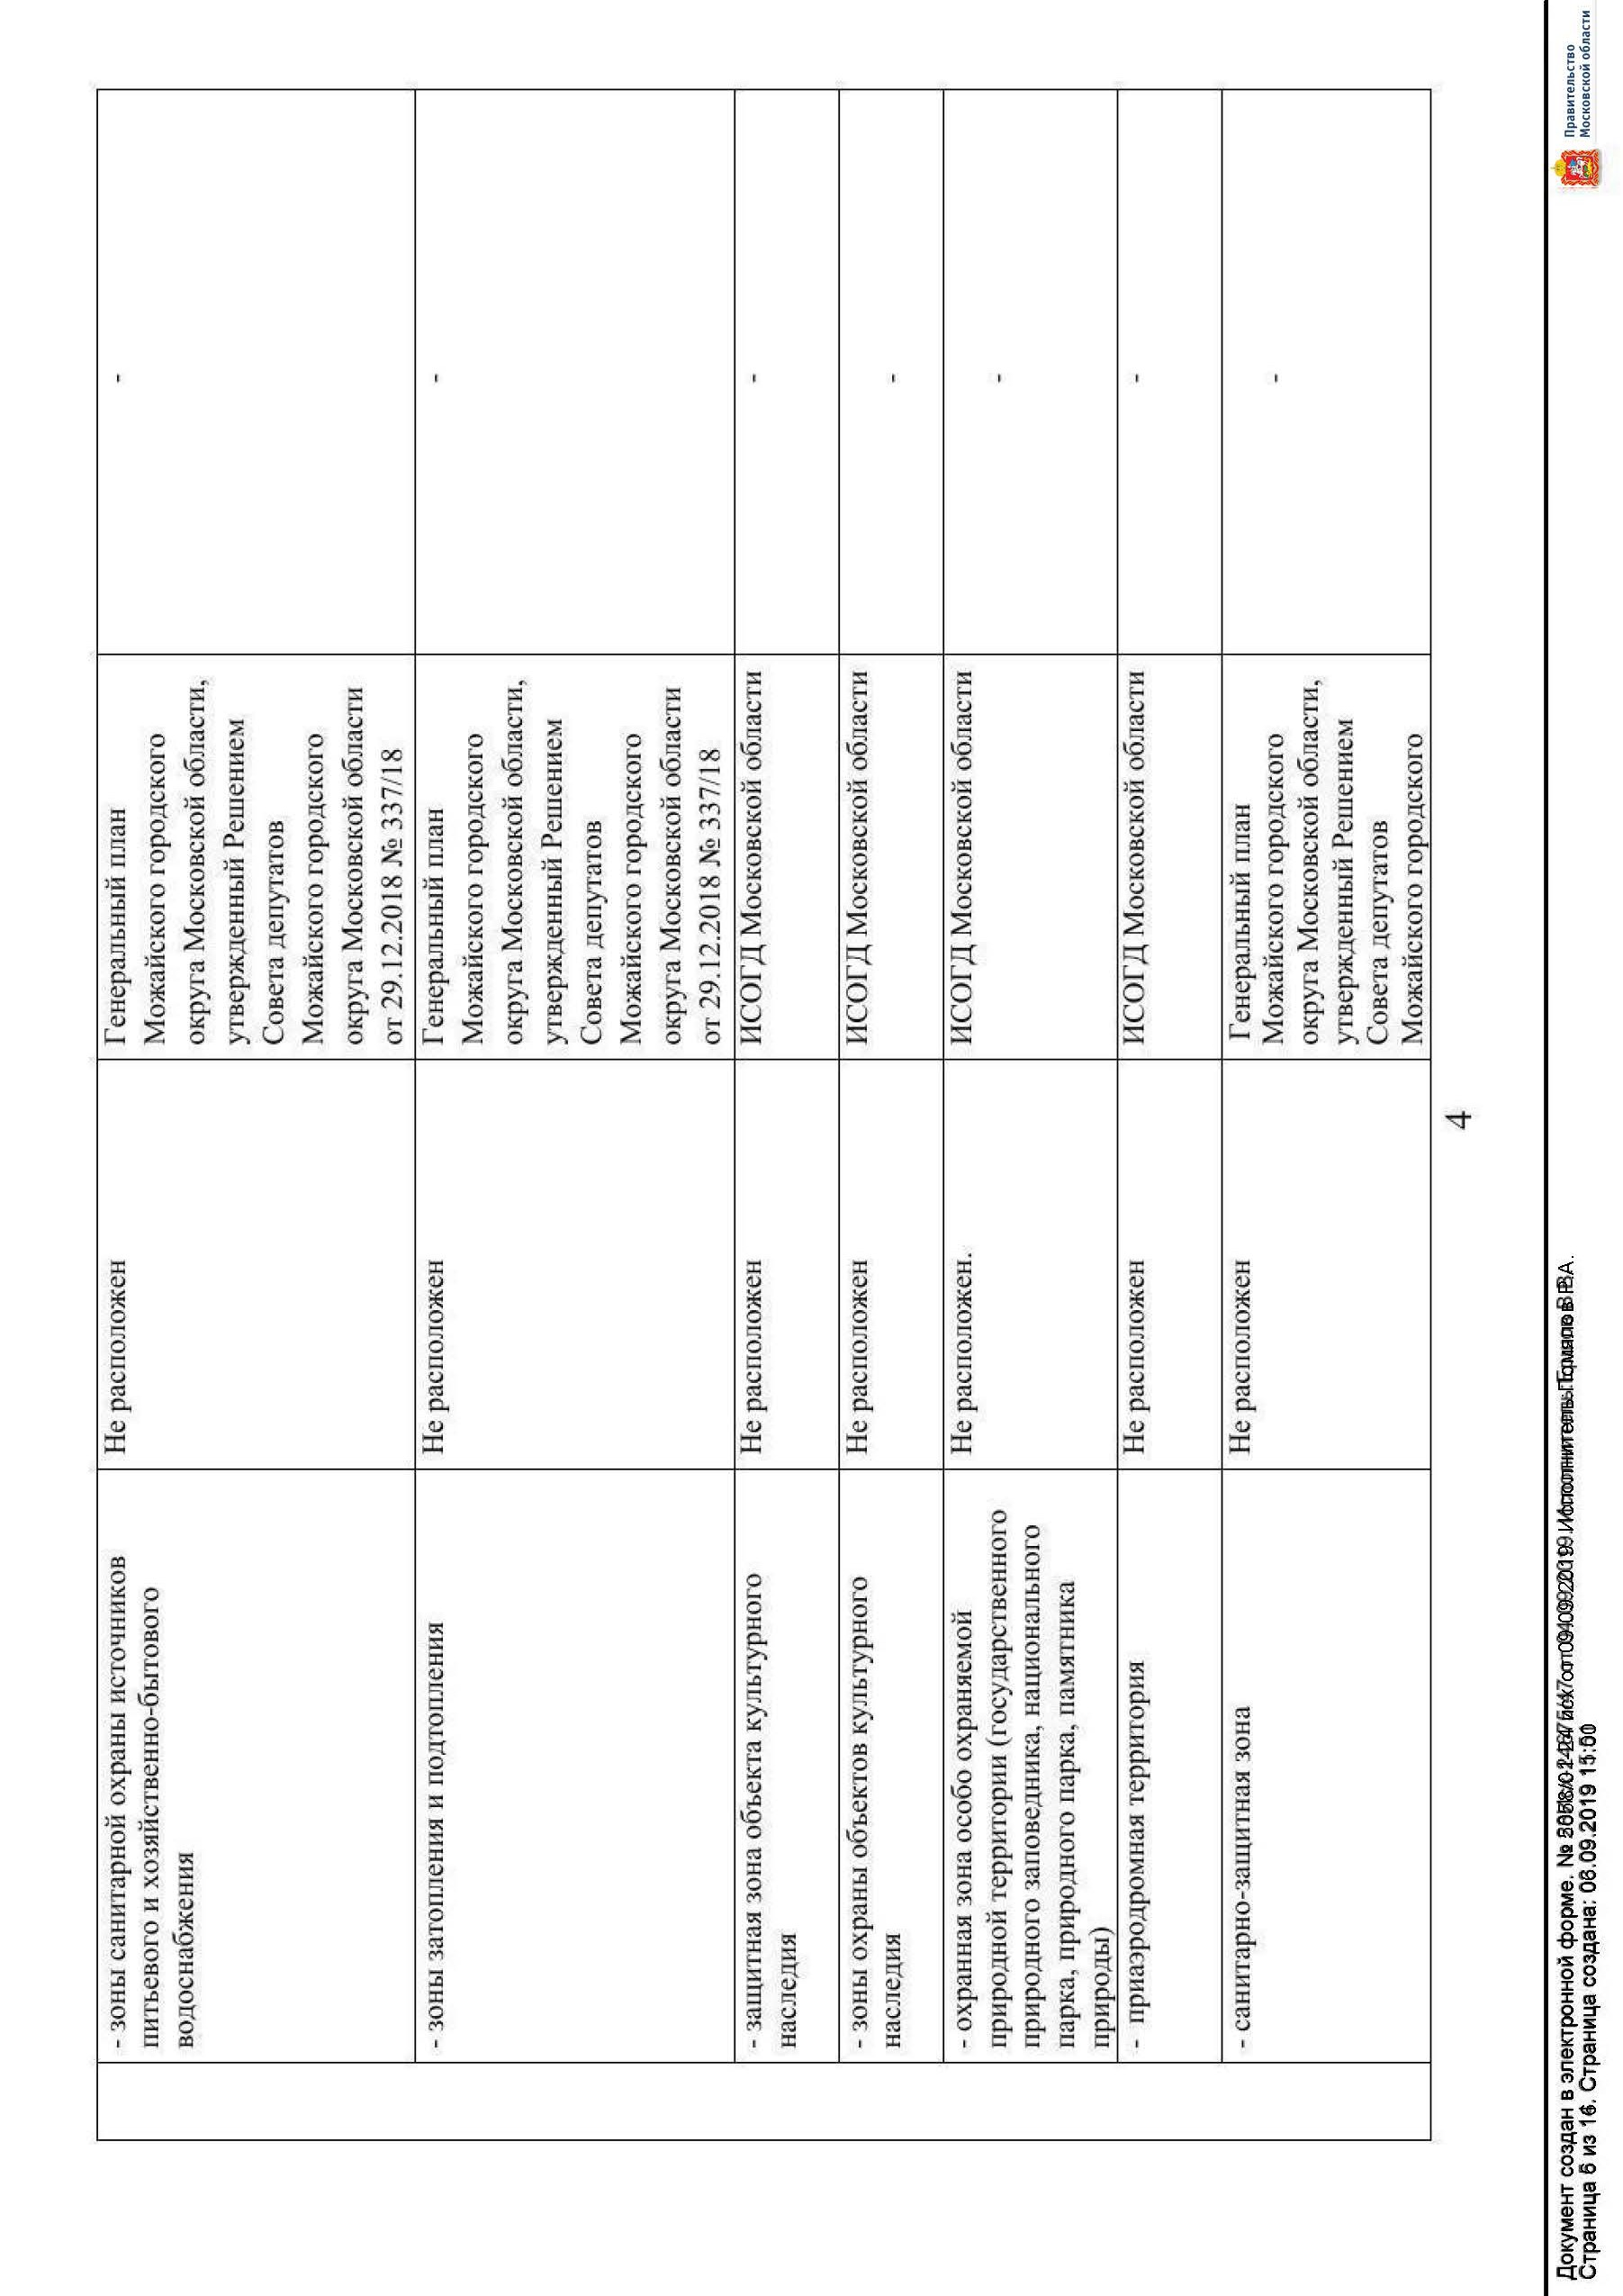 - зоны санитарной охраны источников
питьевого и хозяйственно-бытового
водоснабжения
Не расположен
Генеральный план
Можайского городского
округа Московской области,
утвержденный Решением
Совета депутатов
Можайского городского
округа Московской области
от 29.12.2018 № 337/18
-
- зоны затопления и подтопления
Не расположен
Генеральный план
Можайского городского
округа Московской области,
утвержденный Решением
Совета депутатов
Можайского городского
округа Московской области
от 29.12.2018 № 337/18
-
- защитная зона объекта культурного
наследия
Не расположен
ИСОГД Московской области
-
- зоны охраны объектов культурного
наследия
Не расположен
ИСОГД Московской области
-
- охранная зона особо охраняемой
природной территории (государственного
природного заповедника, национального
парка, природного парка, памятника
природы)
Не расположен.
ИСОГД Московской области
-
- приаэродромная территория
Не расположен
ИСОГД Московской области
-
- санитарно-защитная зона
Не расположен
Генеральный план
Можайского городского
округа Московской области,
утвержденный Решением
Совета депутатов
Можайского городского
-
4
Документ создан в электронной форме. №
Страница из 16. Страница создана: 06.09.2019
Правительство
Московской области